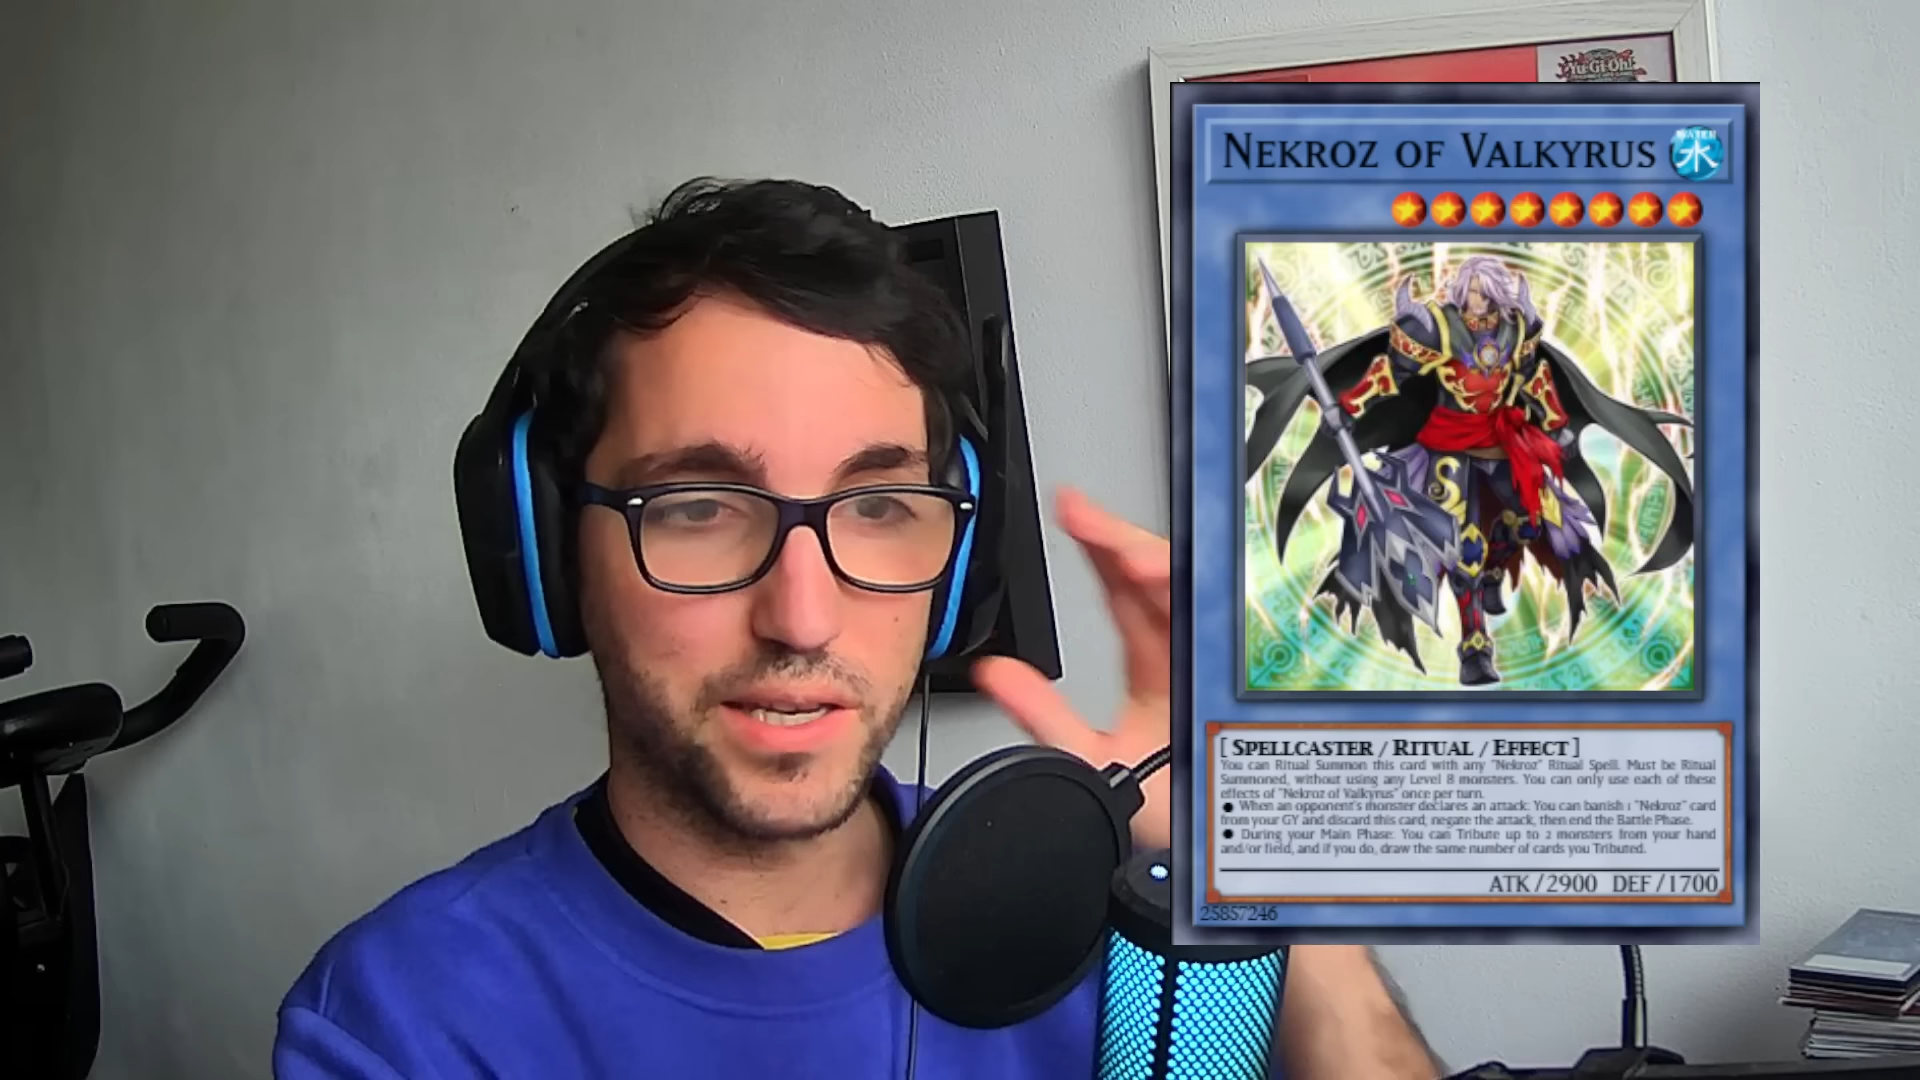 Yu-Gi-Oh!
NEKROZ OF VALKYRUS
WATER
水
[ SPELLCASTER / RITUAL / EFFECT ]
You can Ritual Summon this card with any "Nekroz" Ritual Spell. Must be Ritual
Summoned, without using any Level 8 monsters. You can only use each of these
effects of "Nekroz of Valkyrus" once per turn.
● When an opponent's monster declares an attack: You can banish 1 "Nekroz" card
from your GY and discard this card; negate the attack, then end the Battle Phase.
● During your Main Phase: You can Tribute up to 2 monsters from your hand
and/or field, and if you do, draw the same number of cards you Tributed.
ATK/2900 DEF/1700
25857246